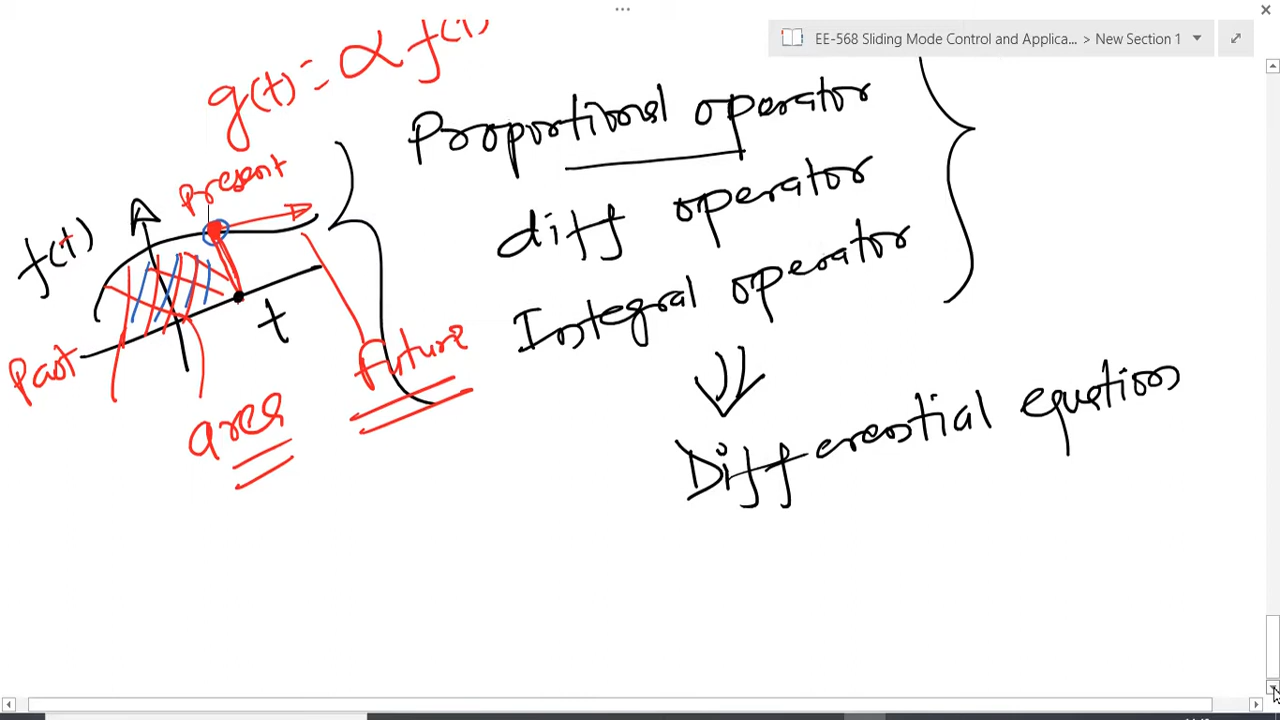 EE-568 Sliding Mode Control and Applica... > New Section 1
g(t) = α f(t)
Proportional operator
Present
diff operator
f(t)
Integral operator
t
Past
future
area
Differential equations